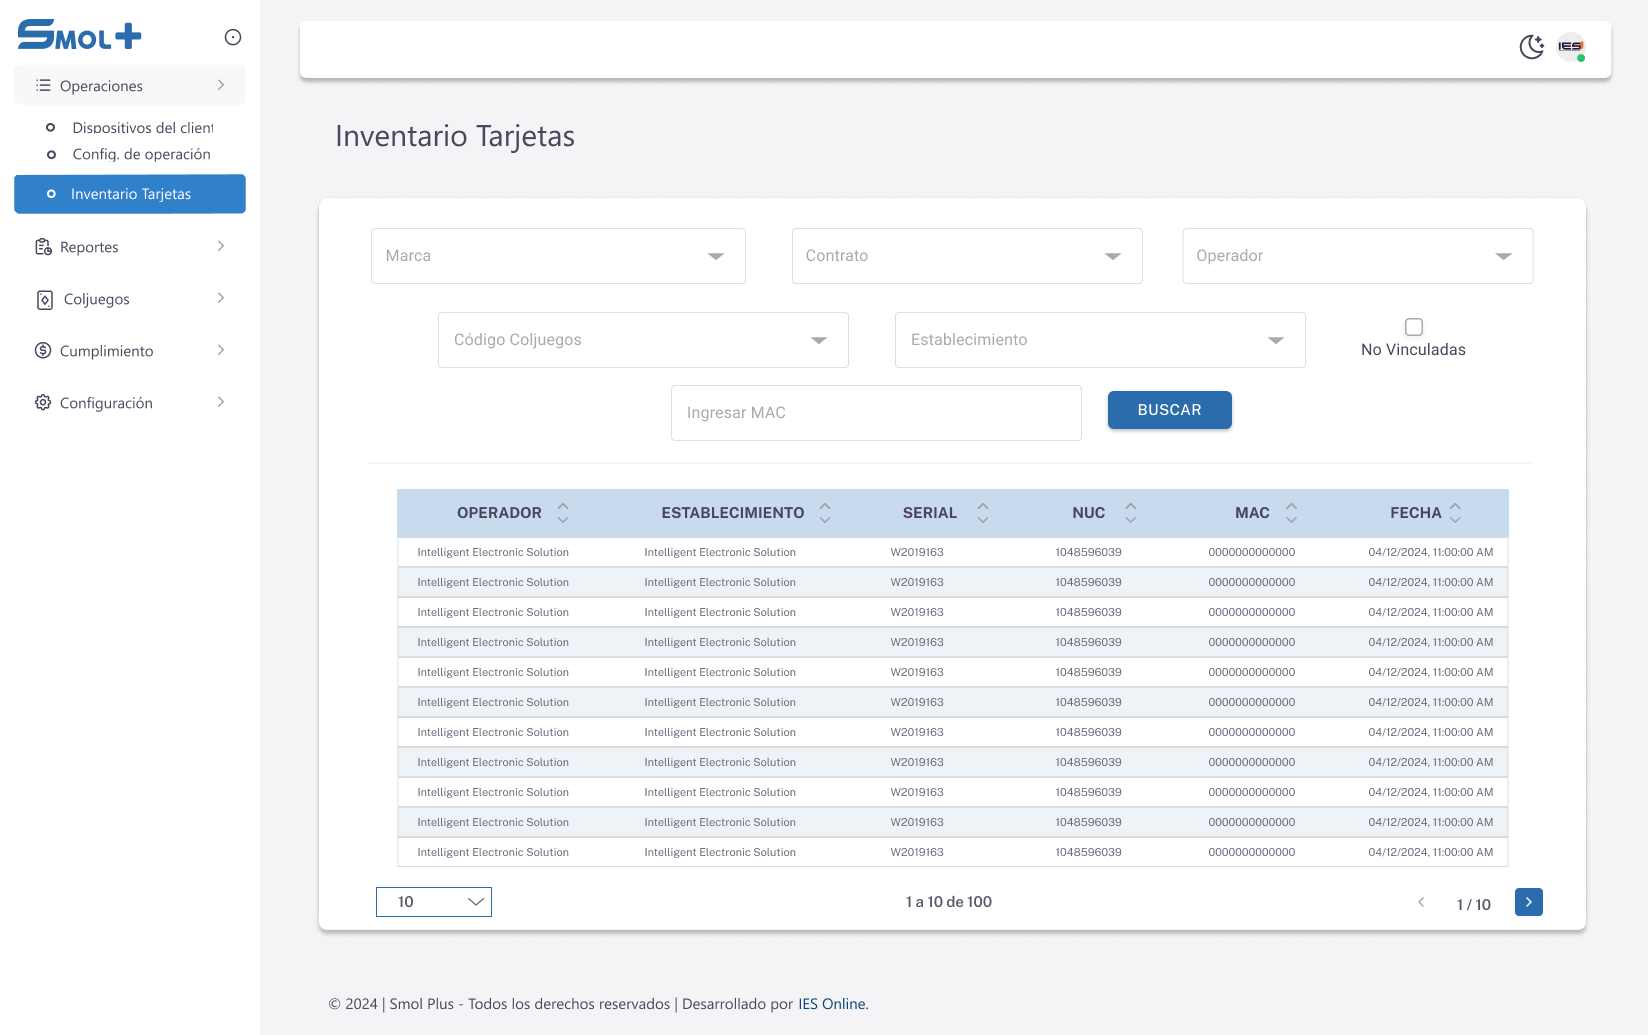 SMOL+
Operaciones
Dispositivos del client
Config. de operación
Inventario Tarjetas
Reportes
Coljuegos
Cumplimiento
Configuración
IES
Inventario Tarjetas
Marca
Contrato
Operador
Código Coljuegos
Establecimiento
No Vinculadas
Ingresar MAC
BUSCAR
OPERADOR ESTABLECIMIENTO SERIAL NUC MAC FECHA
Intelligent Electronic Solution Intelligent Electronic Solution W2019163 1048596039 0000000000000 04/12/2024, 11:00:00 AM
Intelligent Electronic Solution Intelligent Electronic Solution W2019163 1048596039 0000000000000 04/12/2024, 11:00:00 AM
Intelligent Electronic Solution Intelligent Electronic Solution W2019163 1048596039 0000000000000 04/12/2024, 11:00:00 AM
Intelligent Electronic Solution Intelligent Electronic Solution W2019163 1048596039 0000000000000 04/12/2024, 11:00:00 AM
Intelligent Electronic Solution Intelligent Electronic Solution W2019163 1048596039 0000000000000 04/12/2024, 11:00:00 AM
Intelligent Electronic Solution Intelligent Electronic Solution W2019163 1048596039 0000000000000 04/12/2024, 11:00:00 AM
Intelligent Electronic Solution Intelligent Electronic Solution W2019163 1048596039 0000000000000 04/12/2024, 11:00:00 AM
Intelligent Electronic Solution Intelligent Electronic Solution W2019163 1048596039 0000000000000 04/12/2024, 11:00:00 AM
Intelligent Electronic Solution Intelligent Electronic Solution W2019163 1048596039 0000000000000 04/12/2024, 11:00:00 AM
Intelligent Electronic Solution Intelligent Electronic Solution W2019163 1048596039 0000000000000 04/12/2024, 11:00:00 AM
Intelligent Electronic Solution Intelligent Electronic Solution W2019163 1048596039 0000000000000 04/12/2024, 11:00:00 AM
10
1 a 10 de 100
1 / 10
© 2024 | Smol Plus - Todos los derechos reservados | Desarrollado por IES Online.